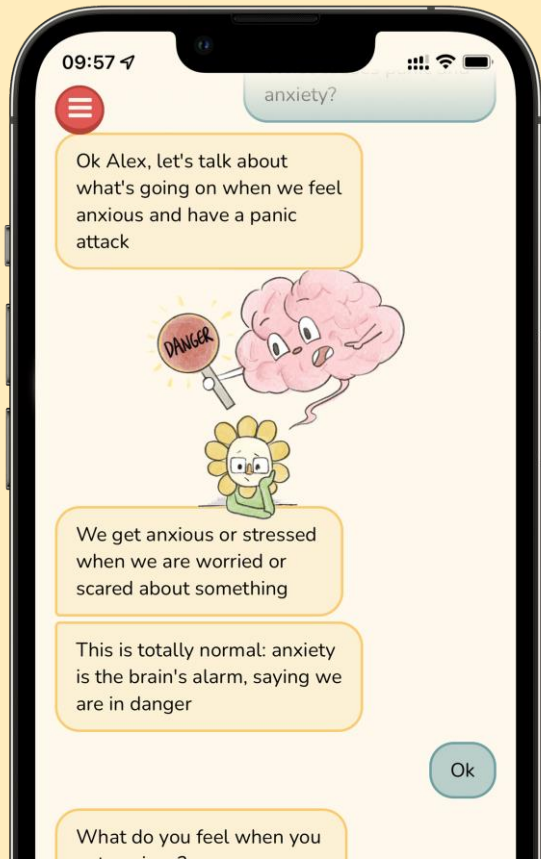 09:57
anxiety?
Ok Alex, let's talk about
what's going on when we feel
anxious and have a panic
attack
DANGER
We get anxious or stressed
when we are worried or
scared about something
This is totally normal: anxiety
is the brain's alarm, saying we
are in danger
Ok
What do you feel when you